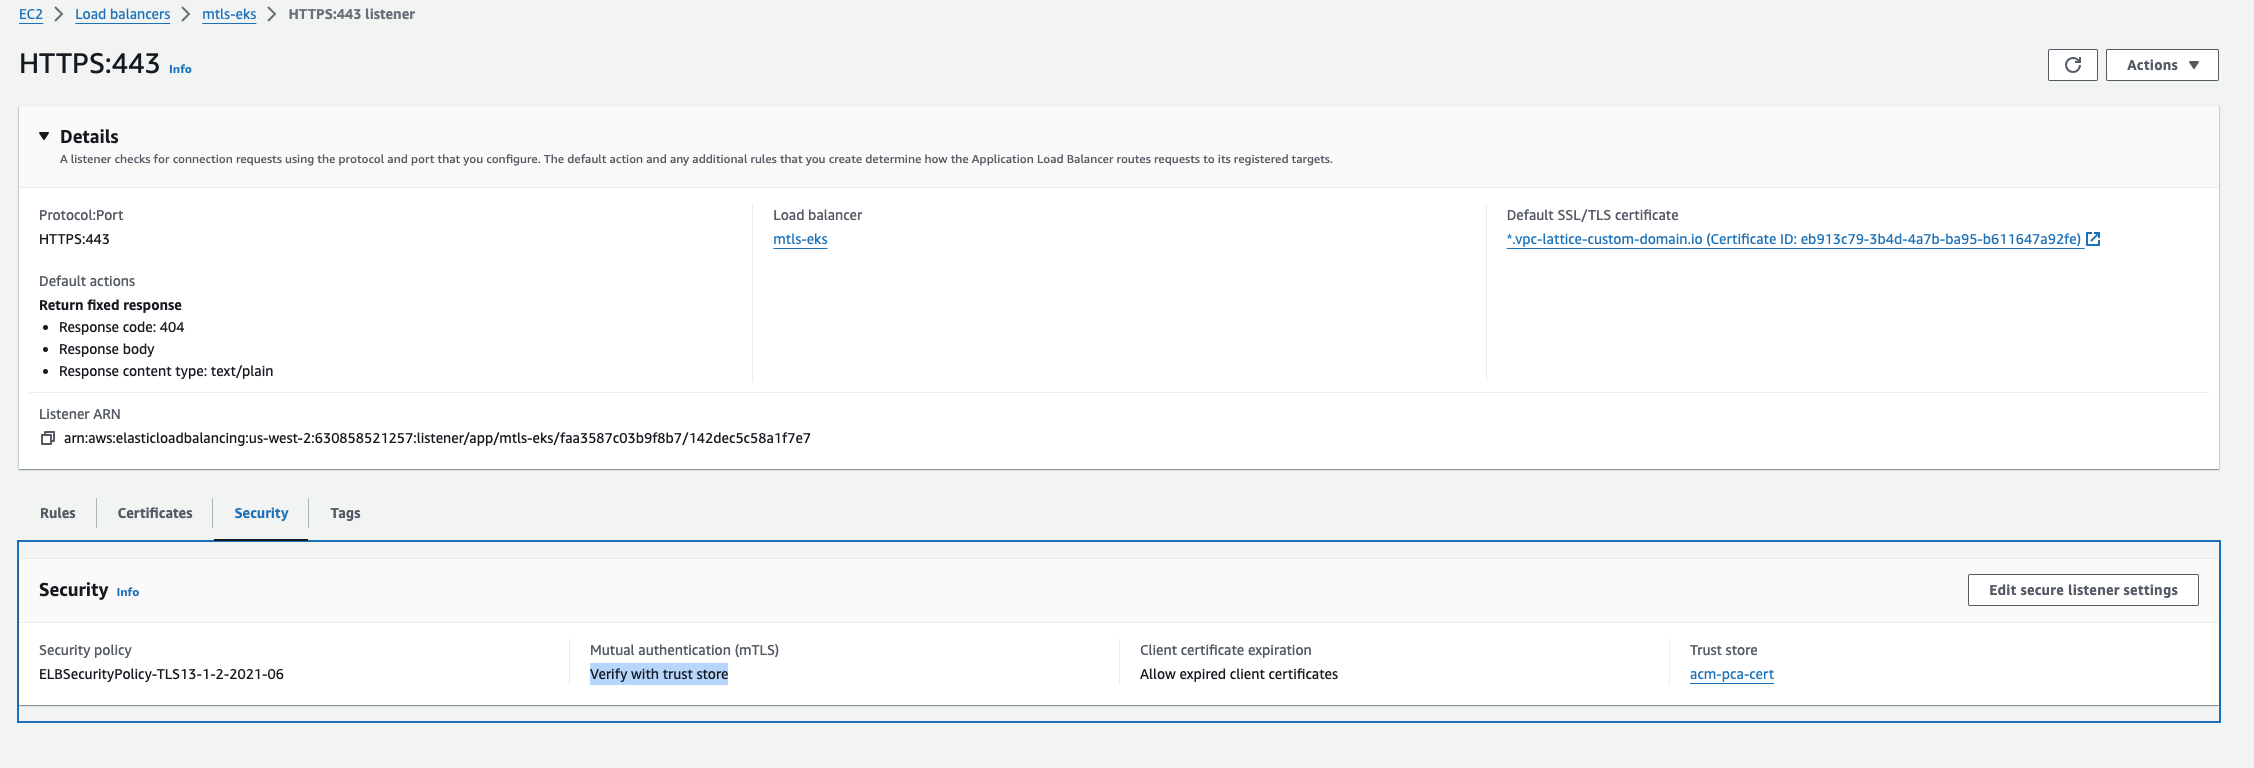 EC2 > Load balancers > mtls-eks > HTTPS:443 listener
HTTPS:443 Info
Actions
Details
A listener checks for connection requests using the protocol and port that you configure. The default action and any additional rules that you create determine how the Application Load Balancer routes requests to its registered targets.
Protocol:Port
HTTPS:443
Load balancer
mtls-eks
Default SSL/TLS certificate
*.vpc-lattice-custom-domain.io (Certificate ID: eb913c79-3b4d-4a7b-ba95-b611647a92fe)
Default actions
Return fixed response
• Response code: 404
• Response body
• Response content type: text/plain
Listener ARN
arn:aws:elasticloadbalancing:us-west-2:630858521257:listener/app/mtls-eks/faa3587c03b9f8b7/142dec5c58a1f7e7
Rules Certificates Security Tags
Security Info
Edit secure listener settings
Security policy
ELBSecurityPolicy-TLS13-1-2-2021-06
Mutual authentication (mTLS)
Verify with trust store
Client certificate expiration
Allow expired client certificates
Trust store
acm-pca-cert